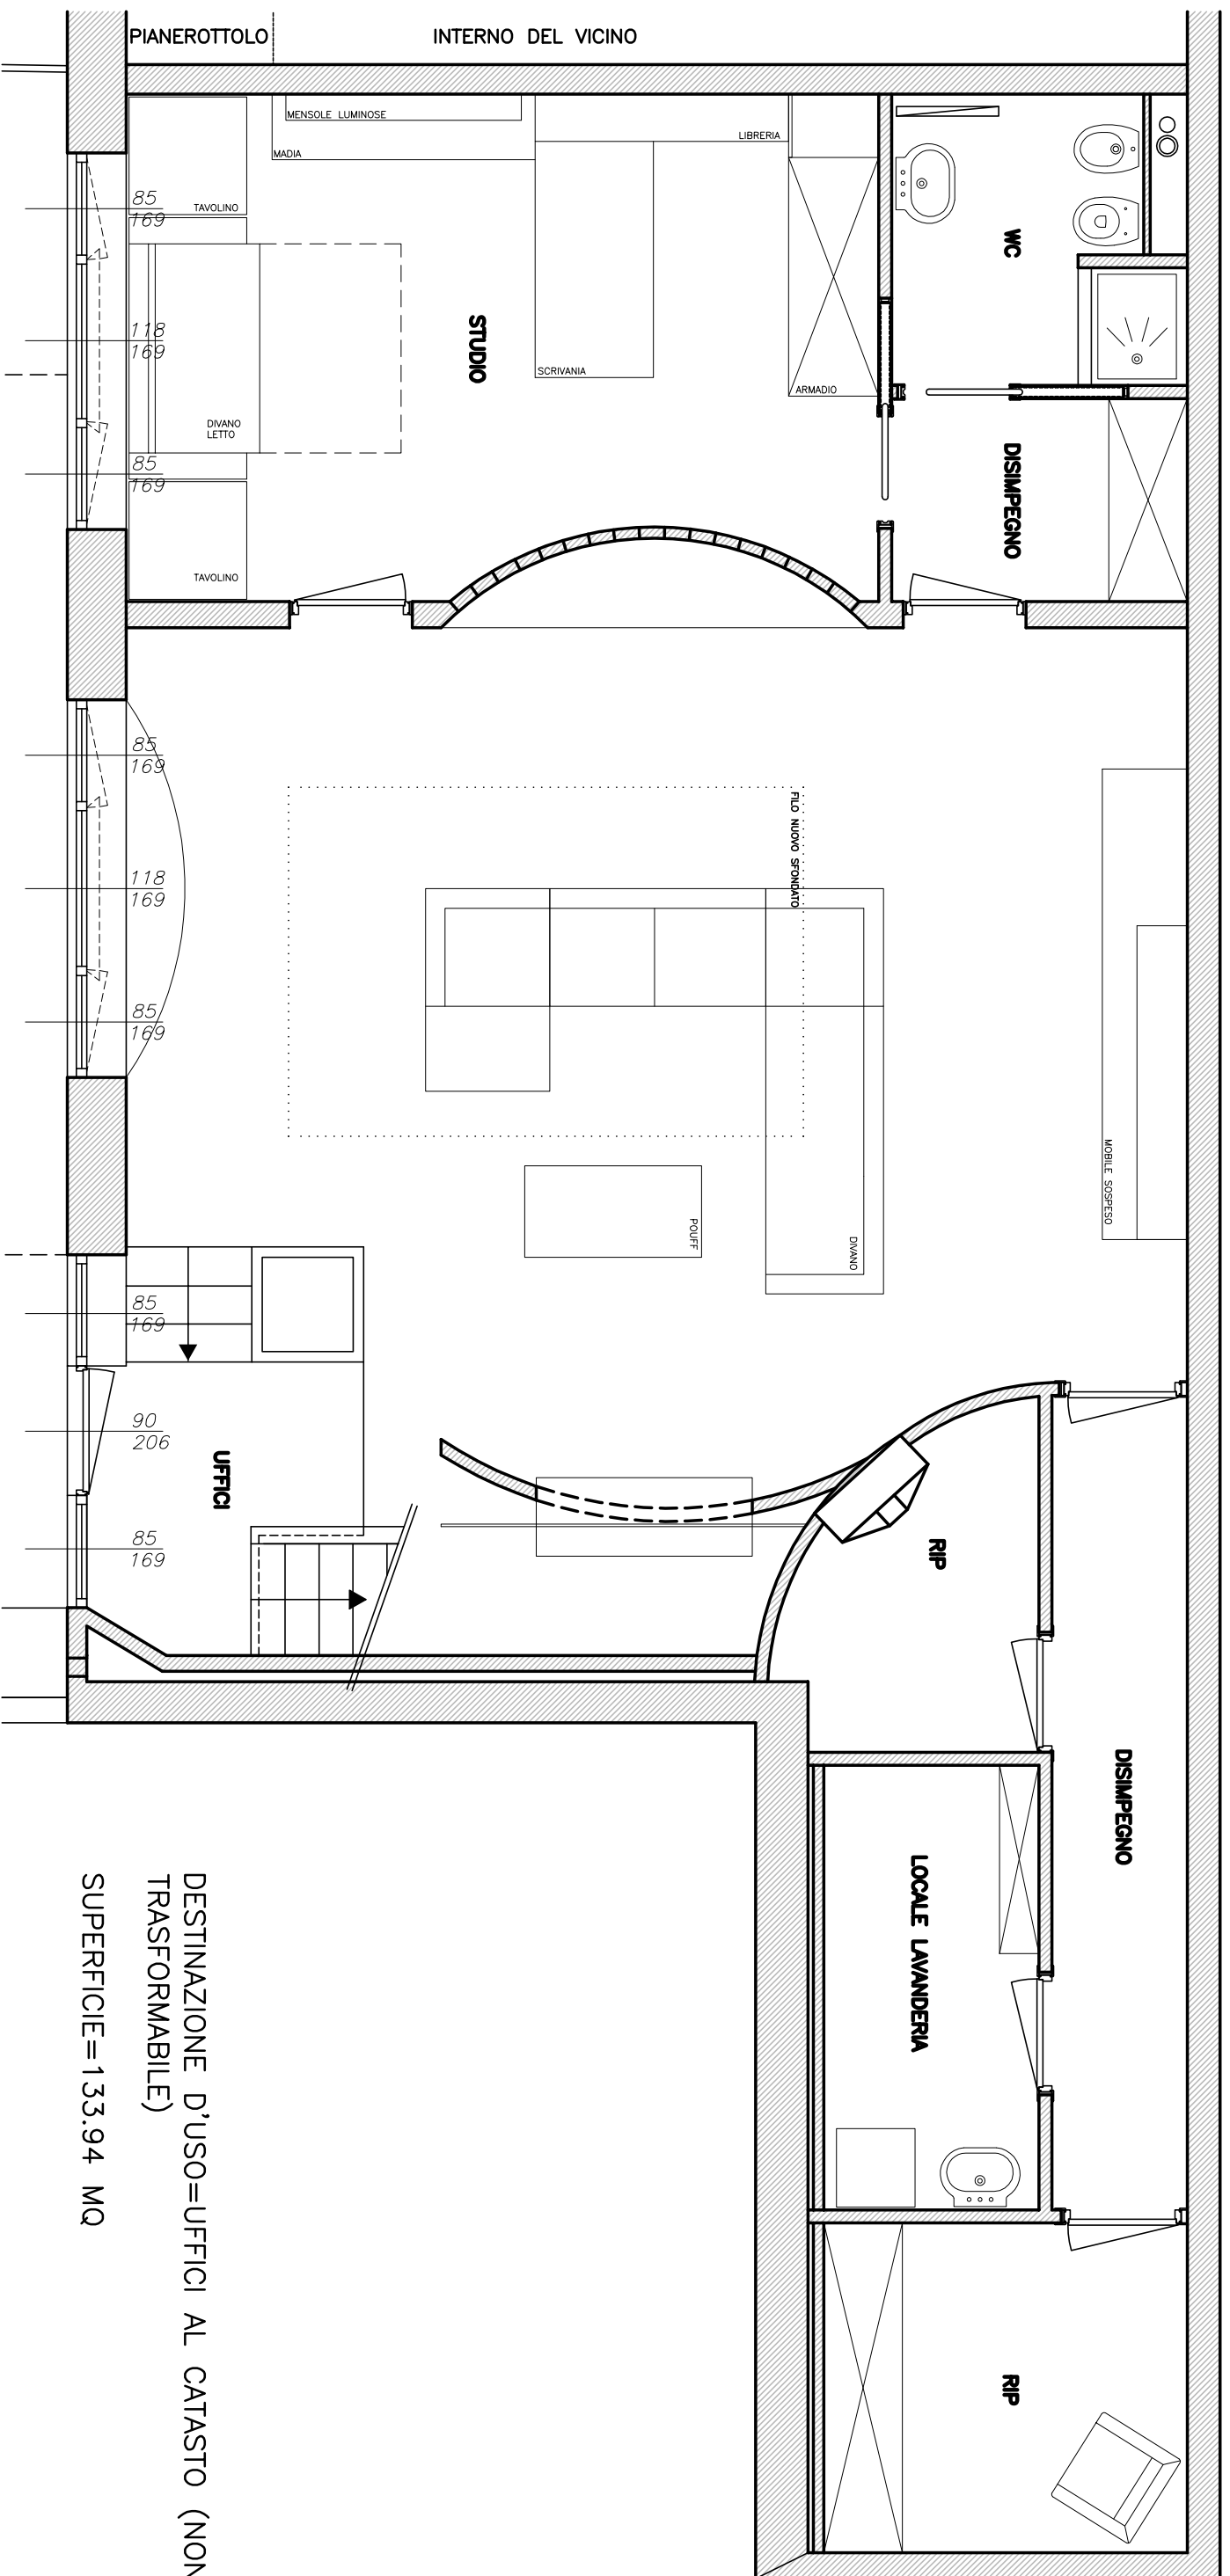 PIANEROTTOLO
INTERNO DEL VICINO
MENSOLE LUMINOSE
MADIA
LIBRERIA
TAVOLINO
85
169
WC
118
169
STUDIO
SCRIVANIA
ARMADIO
DIVANO
LETTO
85
169
DISIMPEGNO
TAVOLINO
85
169
FILO NUOVO SFONDATO
118
169
85
169
MOBILE SOSPESO
POUFF
DIVANO
85
169
90
206
UFFICI
85
169
RIP
DISIMPEGNO
LOCALE LAVANDERIA
RIP
DESTINAZIONE D'USO=UFFICI AL CATASTO (NON
TRASFORMABILE)
SUPERFICIE=133.94 MQ